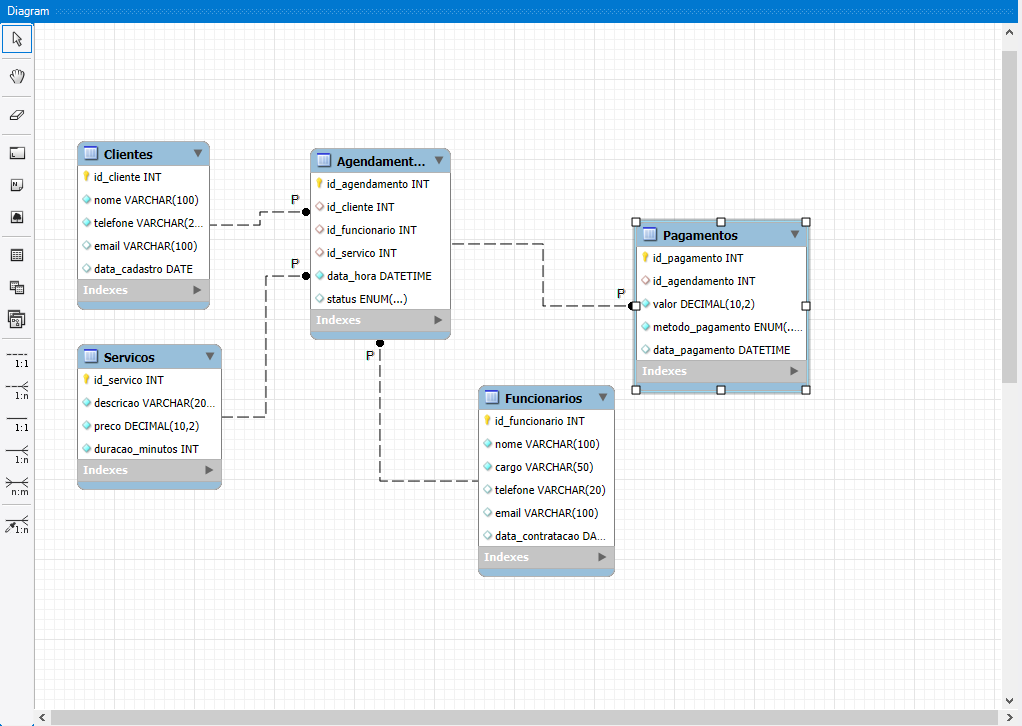 Diagram
Clientes
id_cliente INT
nome VARCHAR(100)
telefone VARCHAR(2...
email VARCHAR(100)
data_cadastro DATE
Indexes
Servicos
id_servico INT
descricao VARCHAR(20...
preco DECIMAL(10,2)
duracao_minutos INT
Indexes
Agendament...
id_agendamento INT
id_cliente INT
id_funcionario INT
id_servico INT
data_hora DATETIME
status ENUM(...)
Indexes
Funcionarios
id_funcionario INT
nome VARCHAR(100)
cargo VARCHAR(50)
telefone VARCHAR(20)
email VARCHAR(100)
data_contratacao DA...
Indexes
Pagamentos
id_pagamento INT
id_agendamento INT
valor DECIMAL(10,2)
metodo_pagamento ENUM(...
data_pagamento DATETIME
Indexes
P
P
P
P
1:1
1:n
1:1
1:n
n:m
1:n